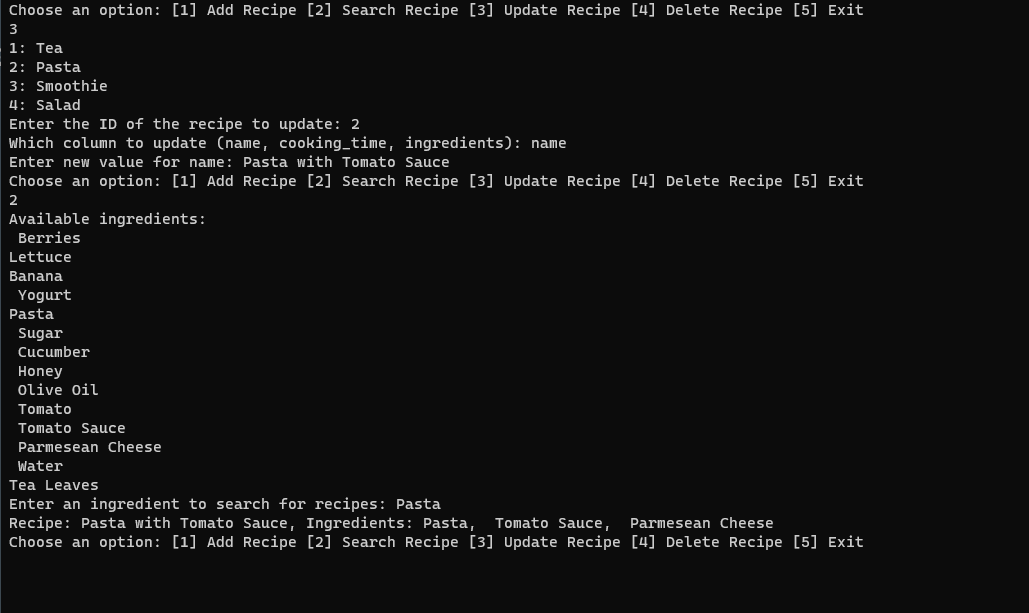 Choose an option: [1] Add Recipe [2] Search Recipe [3] Update Recipe [4] Delete Recipe [5] Exit
3
1: Tea
2: Pasta
3: Smoothie
4: Salad
Enter the ID of the recipe to update: 2
Which column to update (name, cooking_time, ingredients): name
Enter new value for name: Pasta with Tomato Sauce
Choose an option: [1] Add Recipe [2] Search Recipe [3] Update Recipe [4] Delete Recipe [5] Exit
2
Available ingredients:
 Berries
Lettuce
Banana
 Yogurt
Pasta
 Sugar
 Cucumber
 Honey
 Olive Oil
 Tomato
 Tomato Sauce
 Parmesean Cheese
 Water
Tea Leaves
Enter an ingredient to search for recipes: Pasta
Recipe: Pasta with Tomato Sauce, Ingredients: Pasta,  Tomato Sauce,  Parmesean Cheese
Choose an option: [1] Add Recipe [2] Search Recipe [3] Update Recipe [4] Delete Recipe [5] Exit